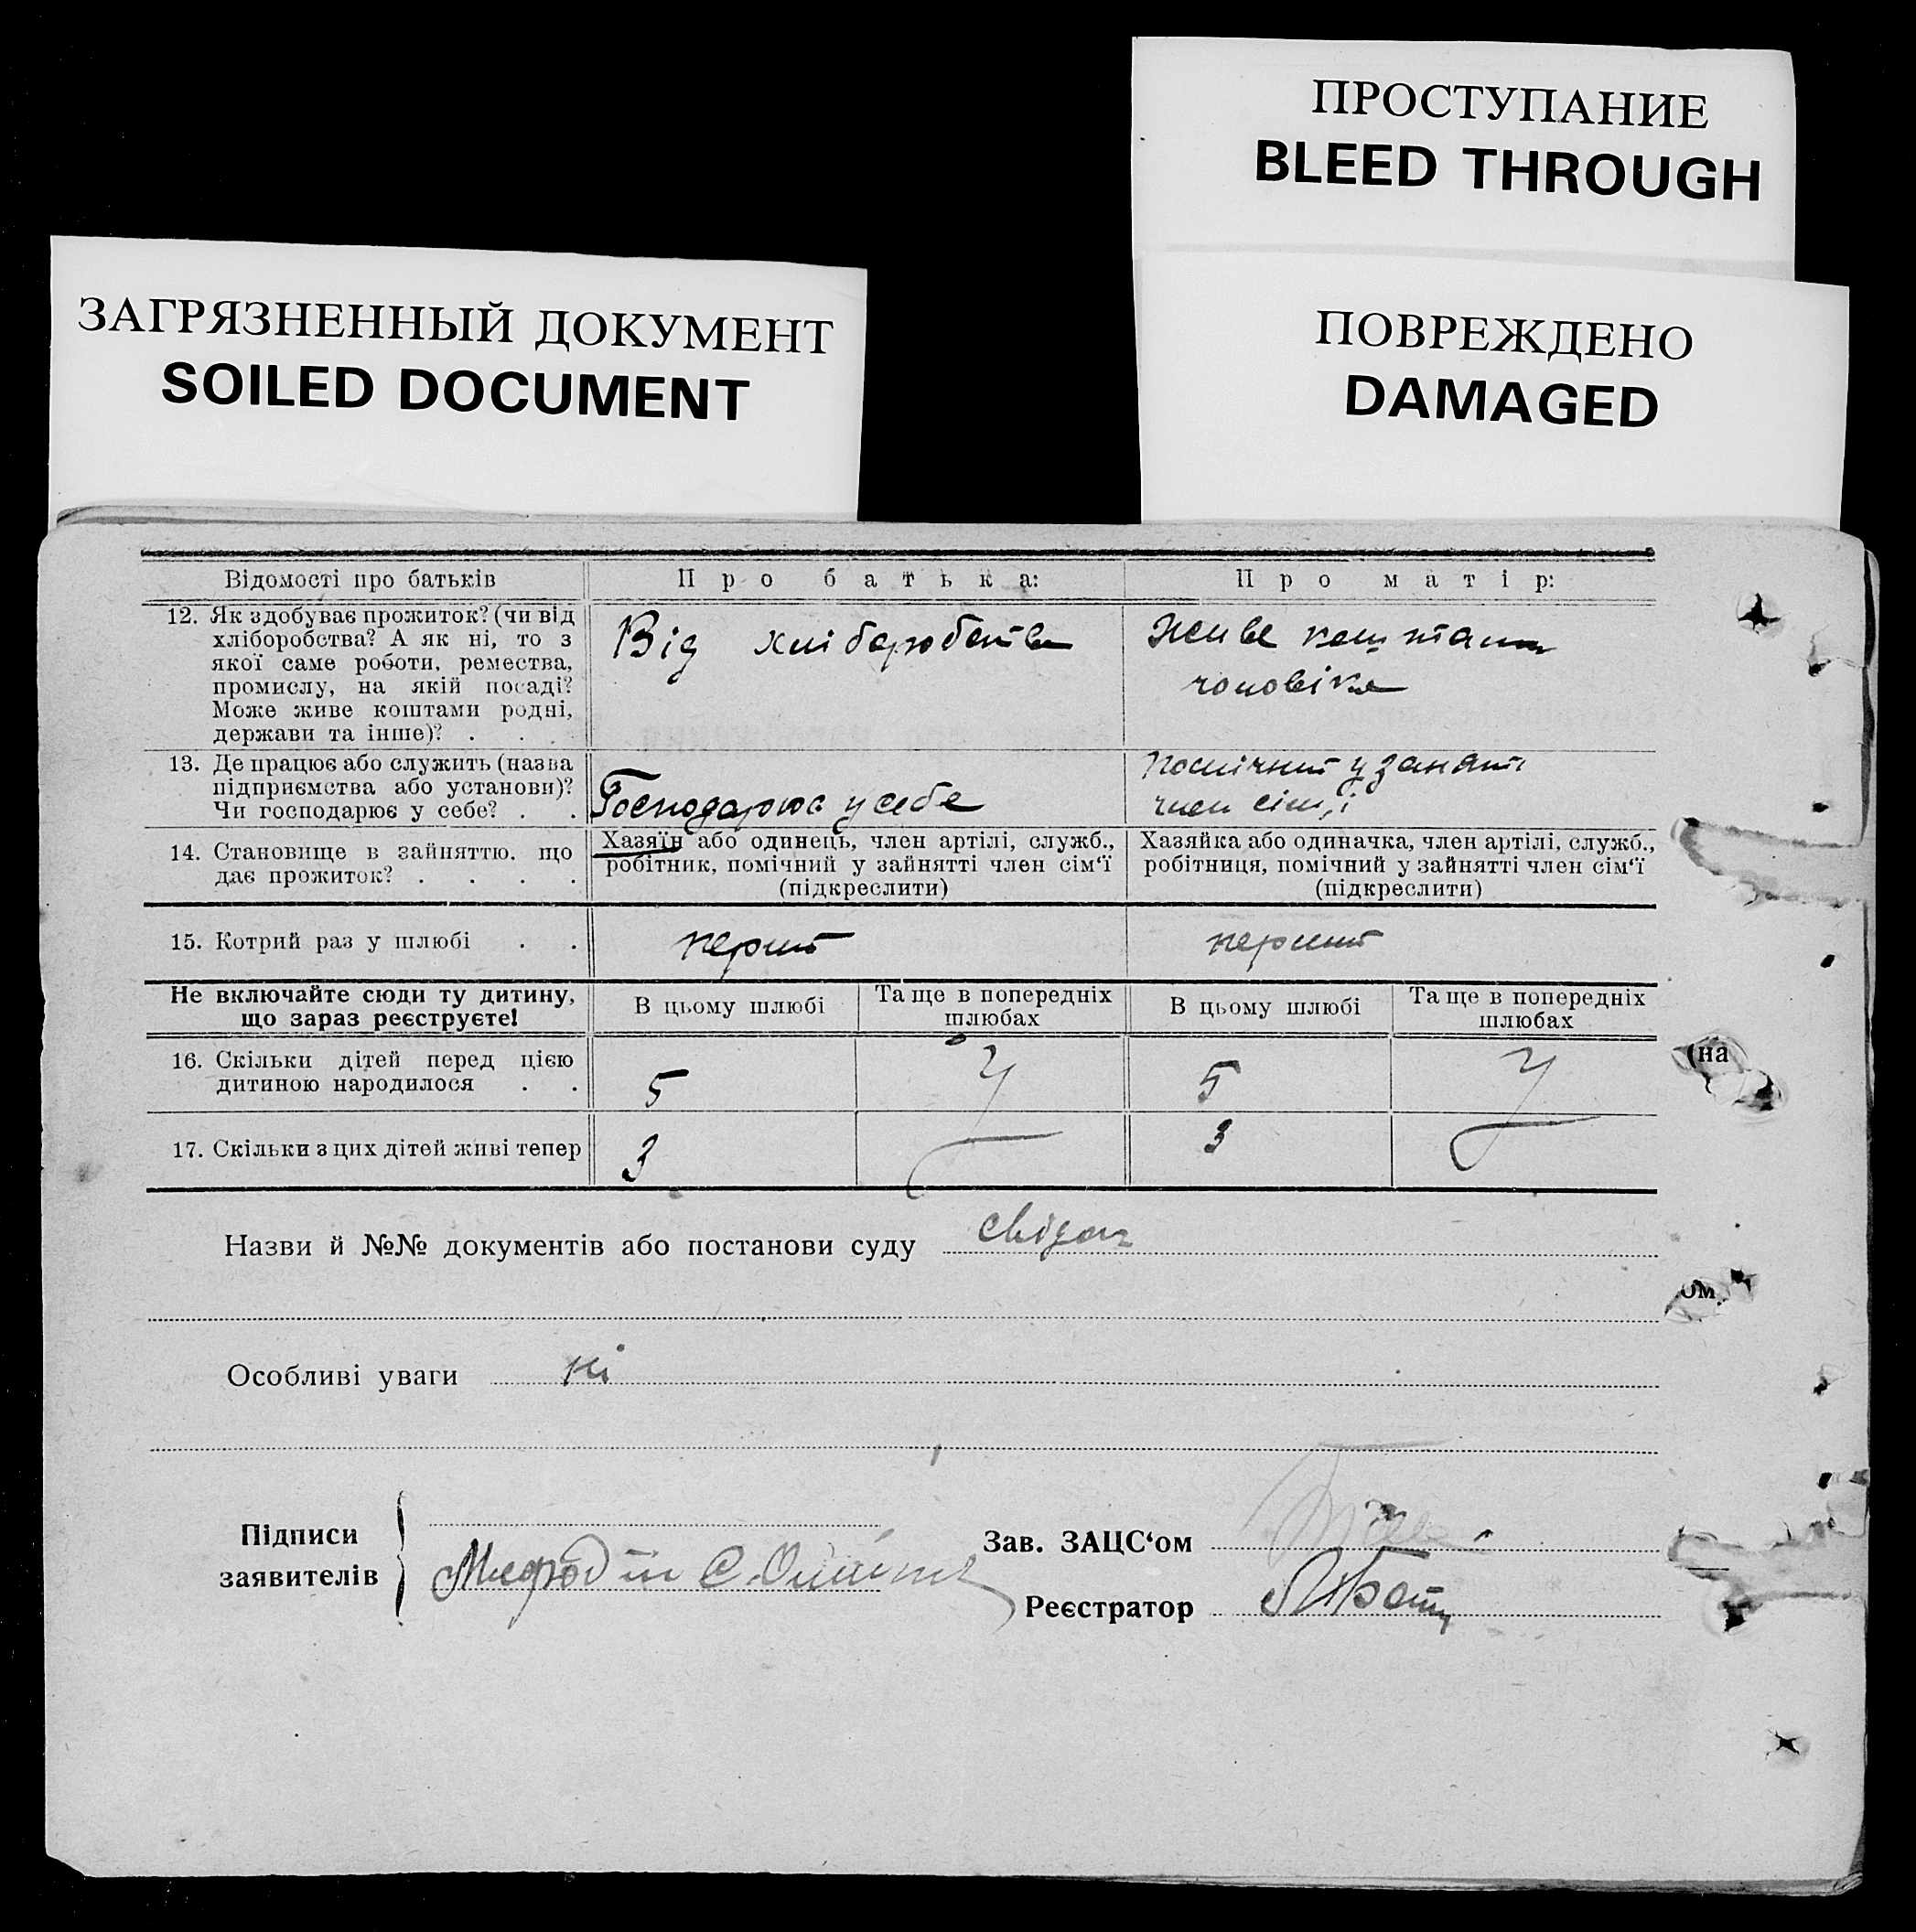 ПРОСТУПАНИЕ
BLEED THROUGH
ЗАГРЯЗНЕННЫЙ ДОКУМЕНТ
SOILED DOCUMENT
ПОВРЕЖДЕНО
DAMAGED
Відомості про батьків
Про батька:
Про матір:
12. Як здобуває прожиток? (чи від
хліборобства? А як ні, то з
якої саме роботи, ремества,
промислу, на якій посаді?
Може живе коштами родні,
держави та інше)? . . .
Від хліборобства
Живе коштами
чоловіка
13. Де працює або служить (назва
підприємства або установи)?
Чи господарює у себе? . .
Господарює у себе
Помічний у заняті
член сім'ї
14. Становище в зайняттю. що
дає прожиток? . . . .
Хазяїн або одинець, член артілі, служб.,
робітник, помічний у зайнятті член сім‘ї
(підкреслити)
Хазяйка або одиначка, член артілі, служб.,
робітниця, помічний у зайнятті член сім‘ї
(підкреслити)
15. Котрий раз у шлюбі . .
перший
перший
Не включайте сюди ту дитину,
що зараз реєструєте!
В цьому шлюбі
Та ще в попередніх
шлюбах
В цьому шлюбі
Та ще в попередніх
шлюбах
16. Скільки дітей перед цією
дитиною народилося . .
5
5
17. Скільки з цих дітей живі тепер
3
3
Назви й №№ документів або постанови суду
Особливі уваги ні
Підписи
заявителів
Зав. ЗАЦС‘ом
Реєстратор
(на
ом